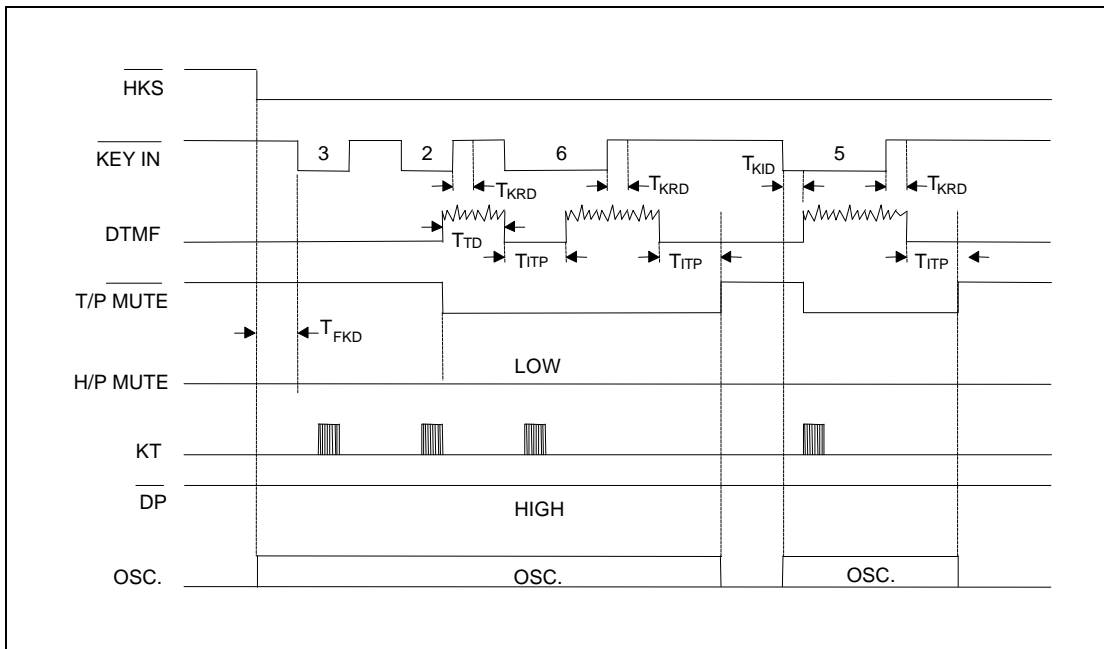 HKS
KEY IN
3
2
6
5
TKRD
TKRD
TKID
TKRD
DTMF
TTD
TITP
TITP
TITP
T/P MUTE
TFKD
LOW
H/P MUTE
KT
DP
HIGH
OSC.
OSC.
OSC.